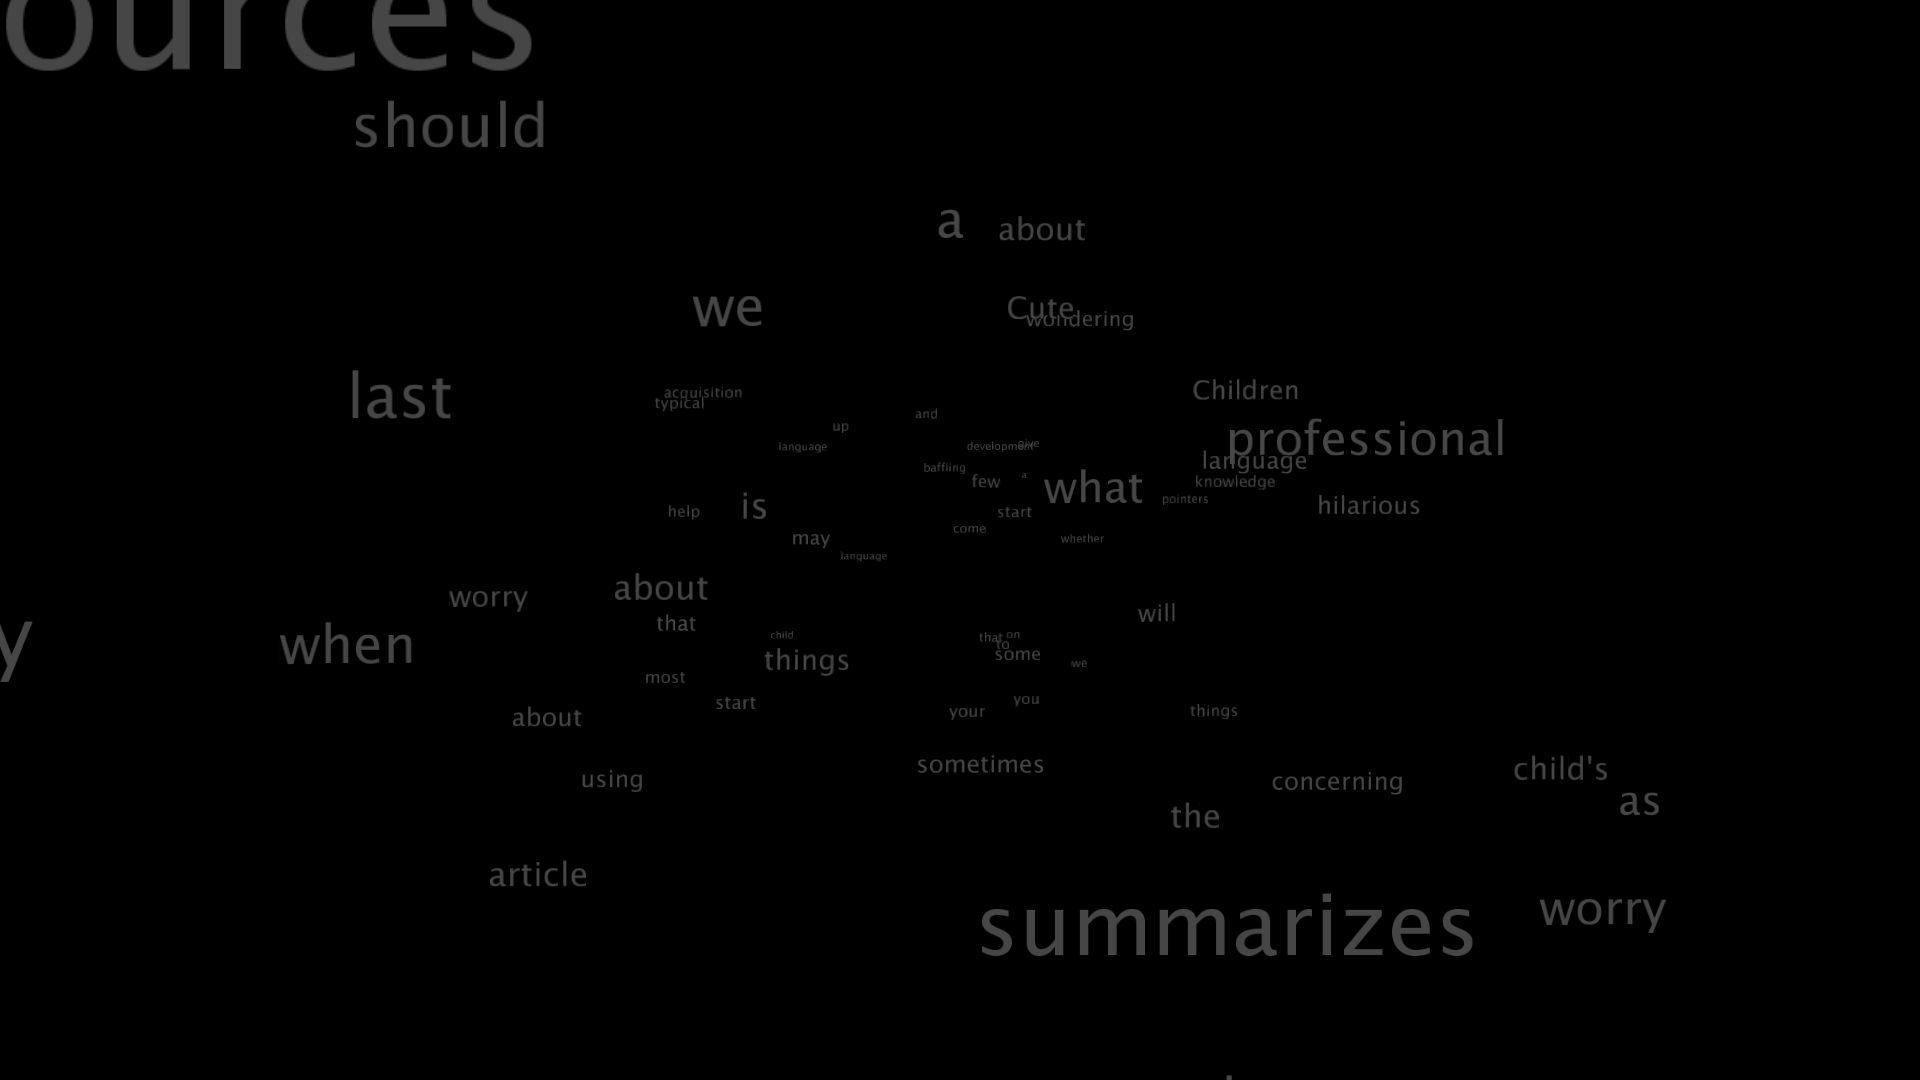 ources
should
a
about
we
Cute
wondering
last
acquisition
typical
Children
and
up
professional
language
development
give
language
baffling
a
few
what
knowledge
pointers
is
hilarious
help
start
come
may
whether
language
about
worry
will
that
y
when
child
that
on
to
things
some
we
most
start
you
your
things
about
sometimes
child's
using
concerning
as
the
article
worry
summarizes